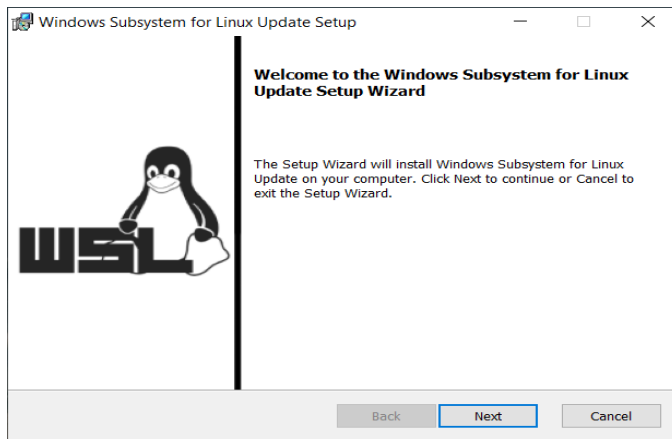 Windows Subsystem for Linux Update Setup
Welcome to the Windows Subsystem for Linux
Update Setup Wizard
The Setup Wizard will install Windows Subsystem for Linux
Update on your computer. Click Next to continue or Cancel to
exit the Setup Wizard.
WSL
Back
Next
Cancel